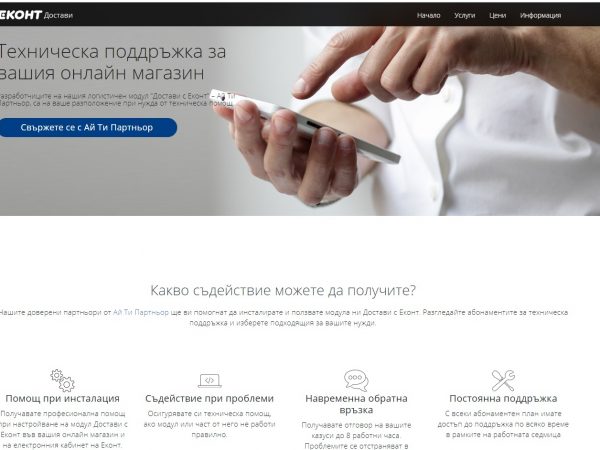 ЕКОНТ Достави
Начало Услуги Цени Информация
Техническа поддръжка за
вашия онлайн магазин
Разработчиците на нашия логистичен модул "Достави с Еконт" – Ай Ти
Партньор, са на ваше разположение при нужда от техническа помощ.
Свържете се с Ай Ти Партньор
Какво съдействие можете да получите?
Нашите доверени партньори от Ай Ти Партньор ще ви помогнат да инсталирате и ползвате модула ни Достави с Еконт. Разгледайте абонаментите за техническа
поддръжка и изберете подходящия за вашите нужди.
Помощ при инсталация
Получавате професионална помощ
при настройване на модул Достави с
Еконт във вашия онлайн магазин и
на електронния кабинет на Еконт.
Съдействие при проблеми
Осигурявате си техническа помощ,
ако модул или част от него не работи
правилно.
Навременна обратна
връзка
Получавате отговор на вашите
казуси до 8 работни часа.
Проблемите се отстраняват в
Постоянна поддръжка
С всеки абонаментен план имате
достъп до поддръжка по всяко време
в рамките на работната седмица